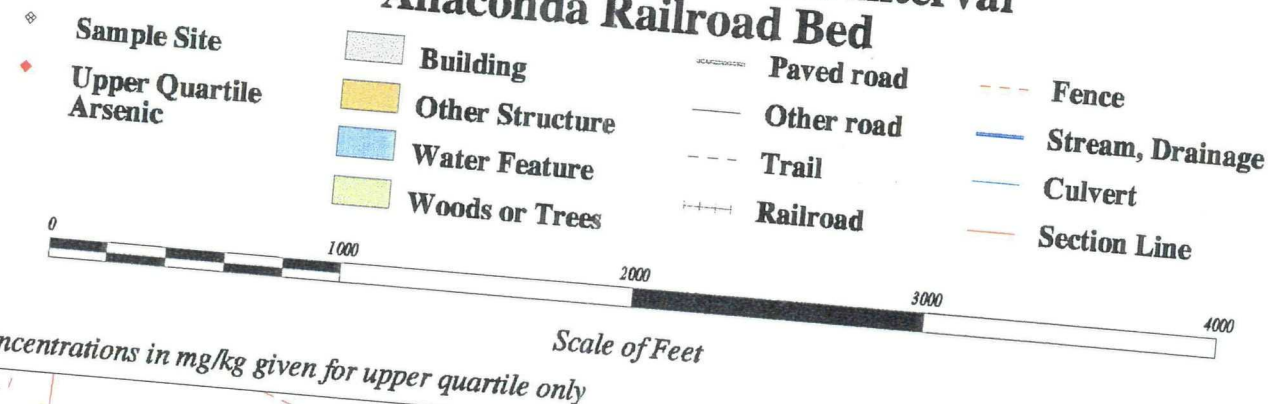 Anaconda Railroad Bed
Sample Site
Upper Quartile
Arsenic
Building
Other Structure
Water Feature
Woods or Trees
Paved road
Other road
Trail
Railroad
Fence
Stream, Drainage
Culvert
Section Line
0 1000 2000 3000 4000
Scale of Feet
in mg/kg given for upper quartile only